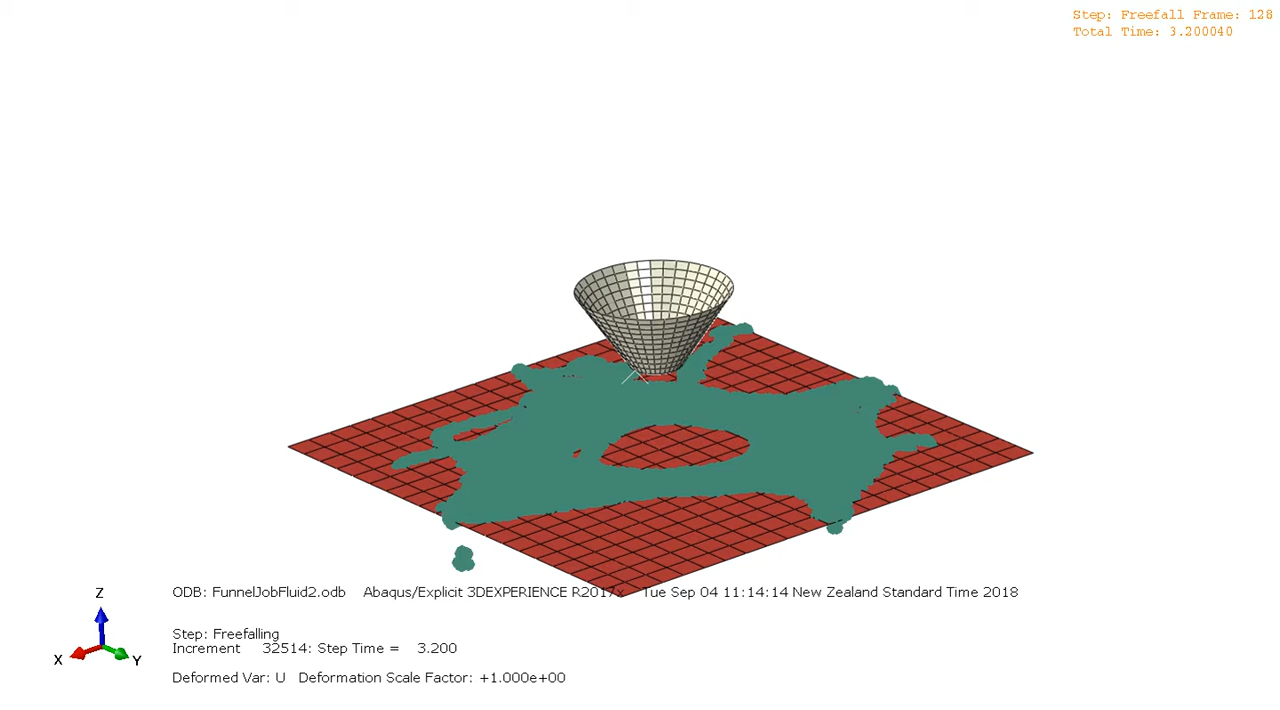 Step: Freefall Frame: 128
Total Time: 3.200040
Z
X
Y
ODB: FunnelJobFluid2.odb Abaqus/Explicit 3DEXPERIENCE R2017x Tue Sep 04 11:14:14 New Zealand Standard Time 2018
Step: Freefalling
Increment 32514: Step Time = 3.200
Deformed Var: U Deformation Scale Factor: +1.000e+00